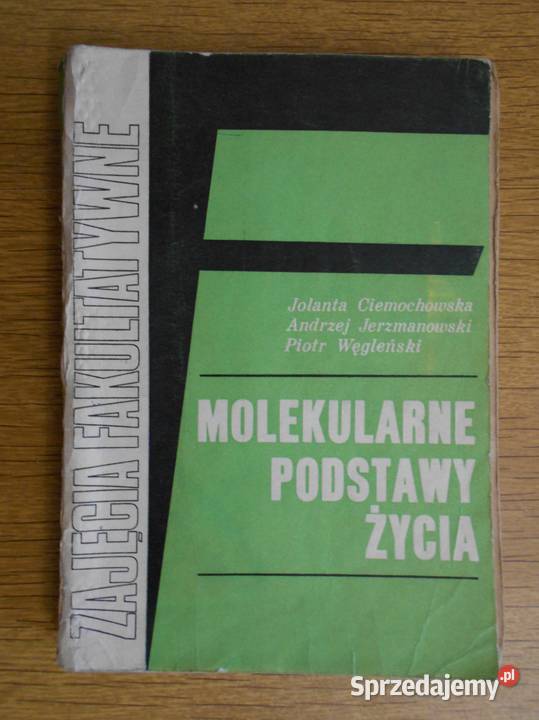 ZAJĘCIA FAKULTATYWNE
Jolanta Ciemochowska
Andrzej Jerzmanowski
Piotr Węgleński
MOLEKULARNE
PODSTAWY
ŻYCIA
Sprzedajemy.pl